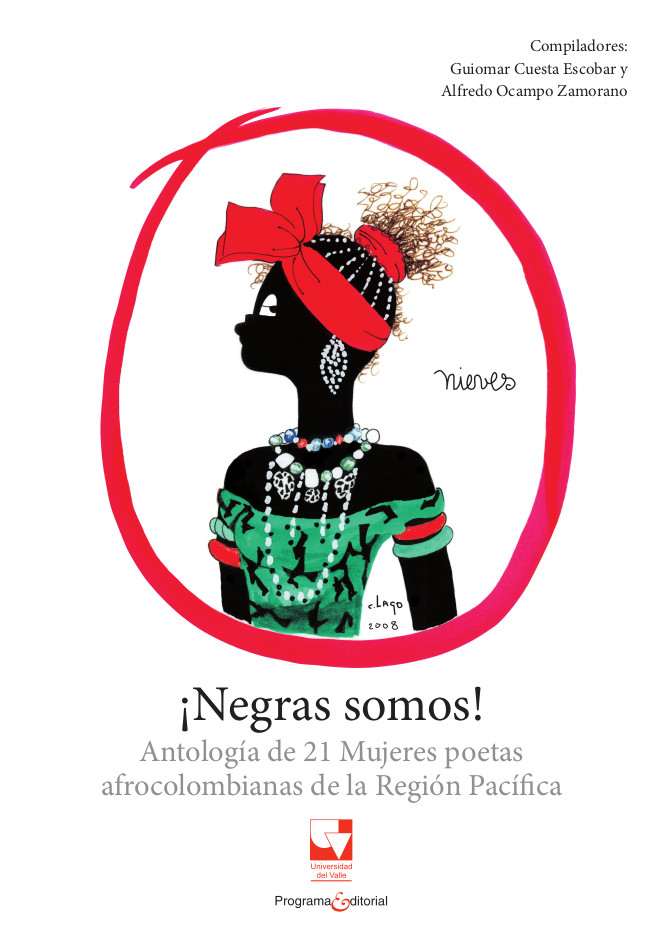 Compiladores:
Guiomar Cuesta Escobar y
Alfredo Ocampo Zamorano
nieves
c. Lago
2008
¡Negras somos!
Antología de 21 Mujeres poetas
afrocolombianas de la Región Pacífica
Universidad
del Valle
Programa Editorial